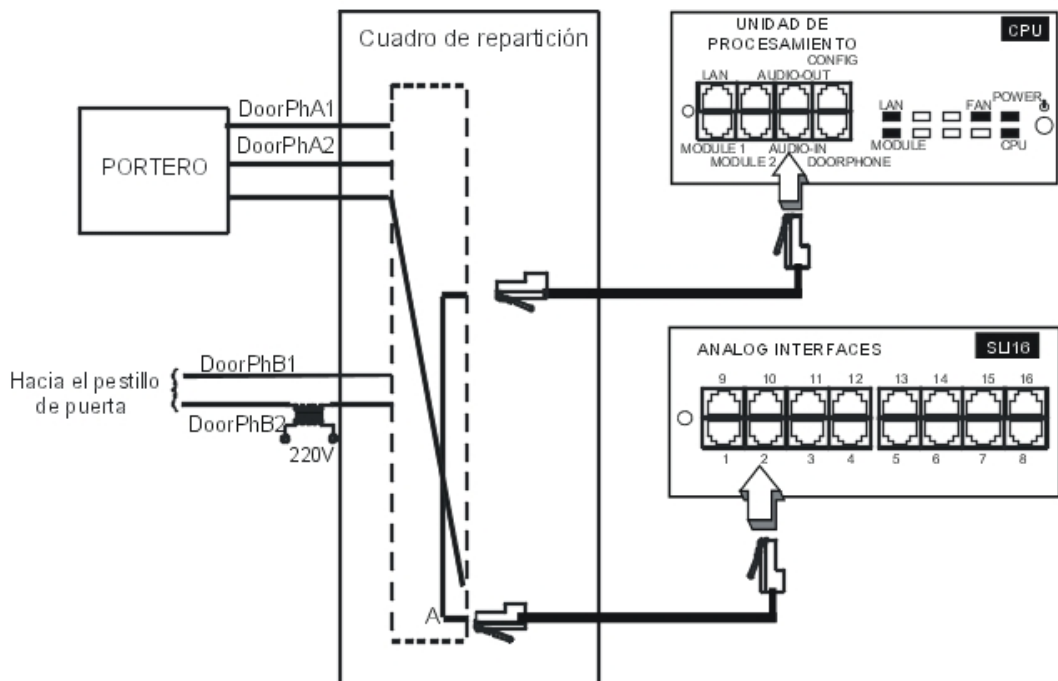 Cuadro de repartición
DoorPhA1
DoorPhA2
PORTERO
DoorPhB1
Hacia el pestillo
de puerta
DoorPhB2
220V
A
UNIDAD DE
PROCESAMIENTO
CPU
CONFIG
LAN
AUDIO-OUT
LAN
FAN
POWER
MODULE 1
AUDIO-IN
MODULE
CPU
MODULE 2
DOORPHONE
ANALOG INTERFACES
SLI16
9 10 11 12 13 14 15 16
1 2 3 4 5 6 7 8